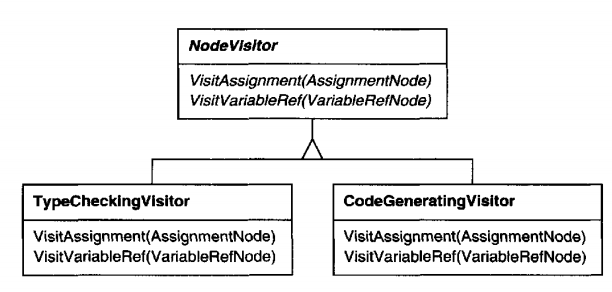 NodeVisitor
VisitAssignment(AssignmentNode)
VisitVariableRef(VariableRefNode)
TypeCheckingVisitor
VisitAssignment(AssignmentNode)
VisitVariableRef(VariableRefNode)
CodeGeneratingVisitor
VisitAssignment(AssignmentNode)
VisitVariableRef(VariableRefNode)